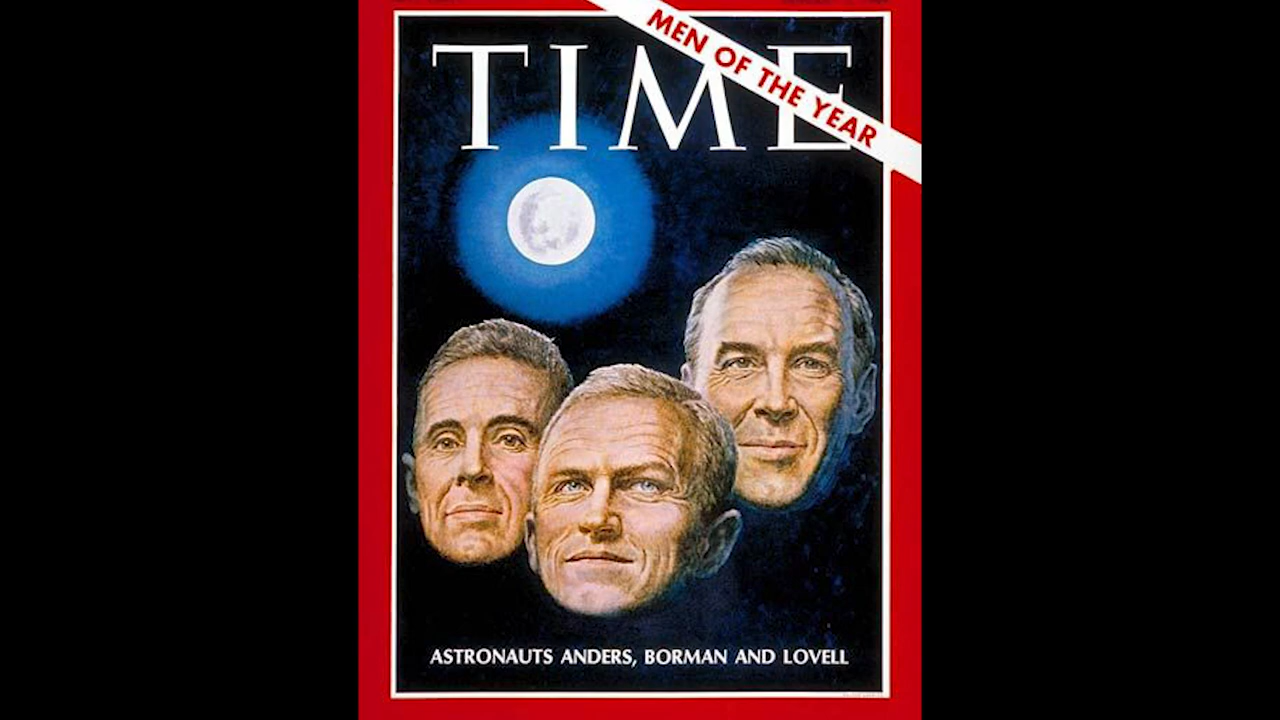 TIME
MEN OF THE YEAR
ASTRONAUTS ANDERS, BORMAN AND LOVELL